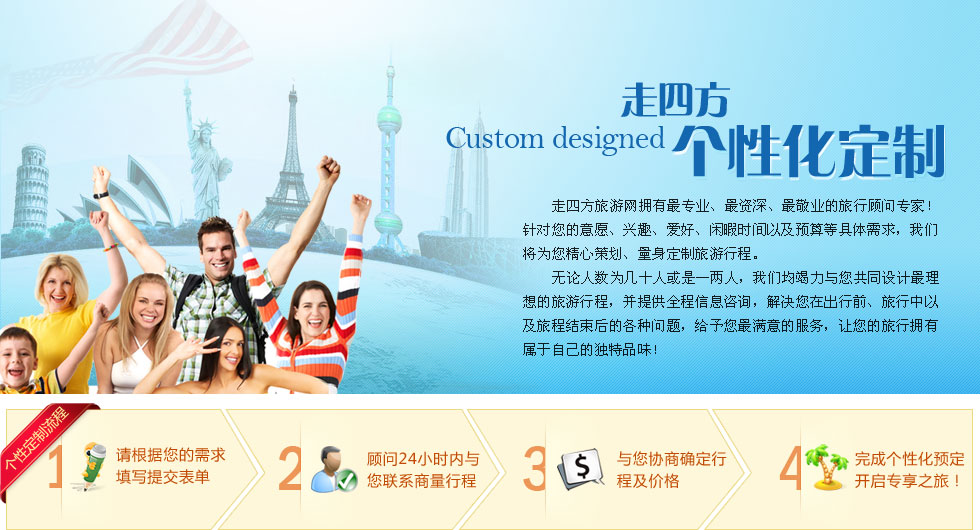 走四方
Custom designed 个性化定制
走四方旅游网拥有最专业、最资深、最敬业的旅行顾问专家!
针对您的意愿、兴趣、爱好、闲暇时间以及预算等具体需求，我们
将为您精心策划、量身定制旅游行程。
无论人数为几十人或是一两人，我们均竭力与您共同设计最理
想的旅游行程，并提供全程信息咨询，解决您在出行前、旅行中以
及旅程结束后的各种问题，给予您最满意的服务，让您的旅行拥有
属于自己的独特品味!
个性定制流程
1
请根据您的需求
填写提交表单
2
顾问24小时内与
您联系商量行程
3
$
与您协商确定行
程及价格
4
完成个性化预定
开启专享之旅！